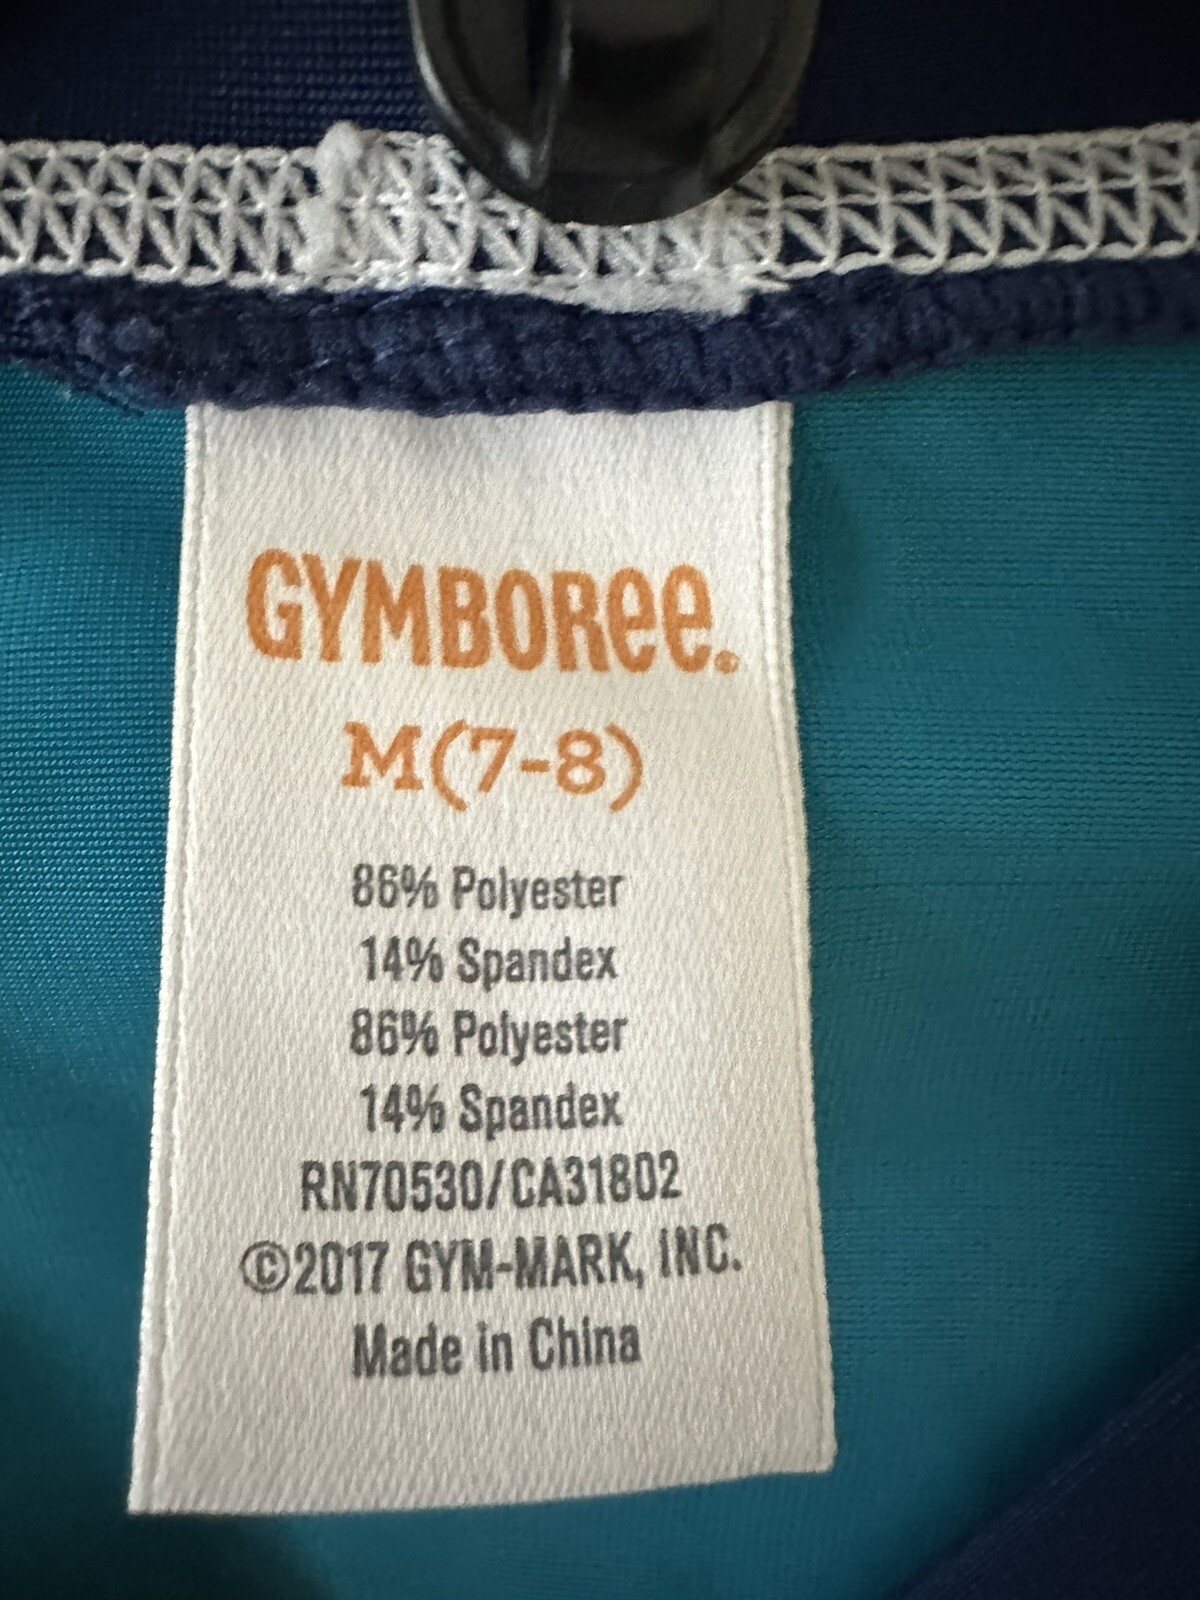 GYMBORee®
M(7-8)
86% Polyester
14% Spandex
86% Polyester
14% Spandex
RN70530/CA31802
©2017 GYM-MARK, INC.
Made in China